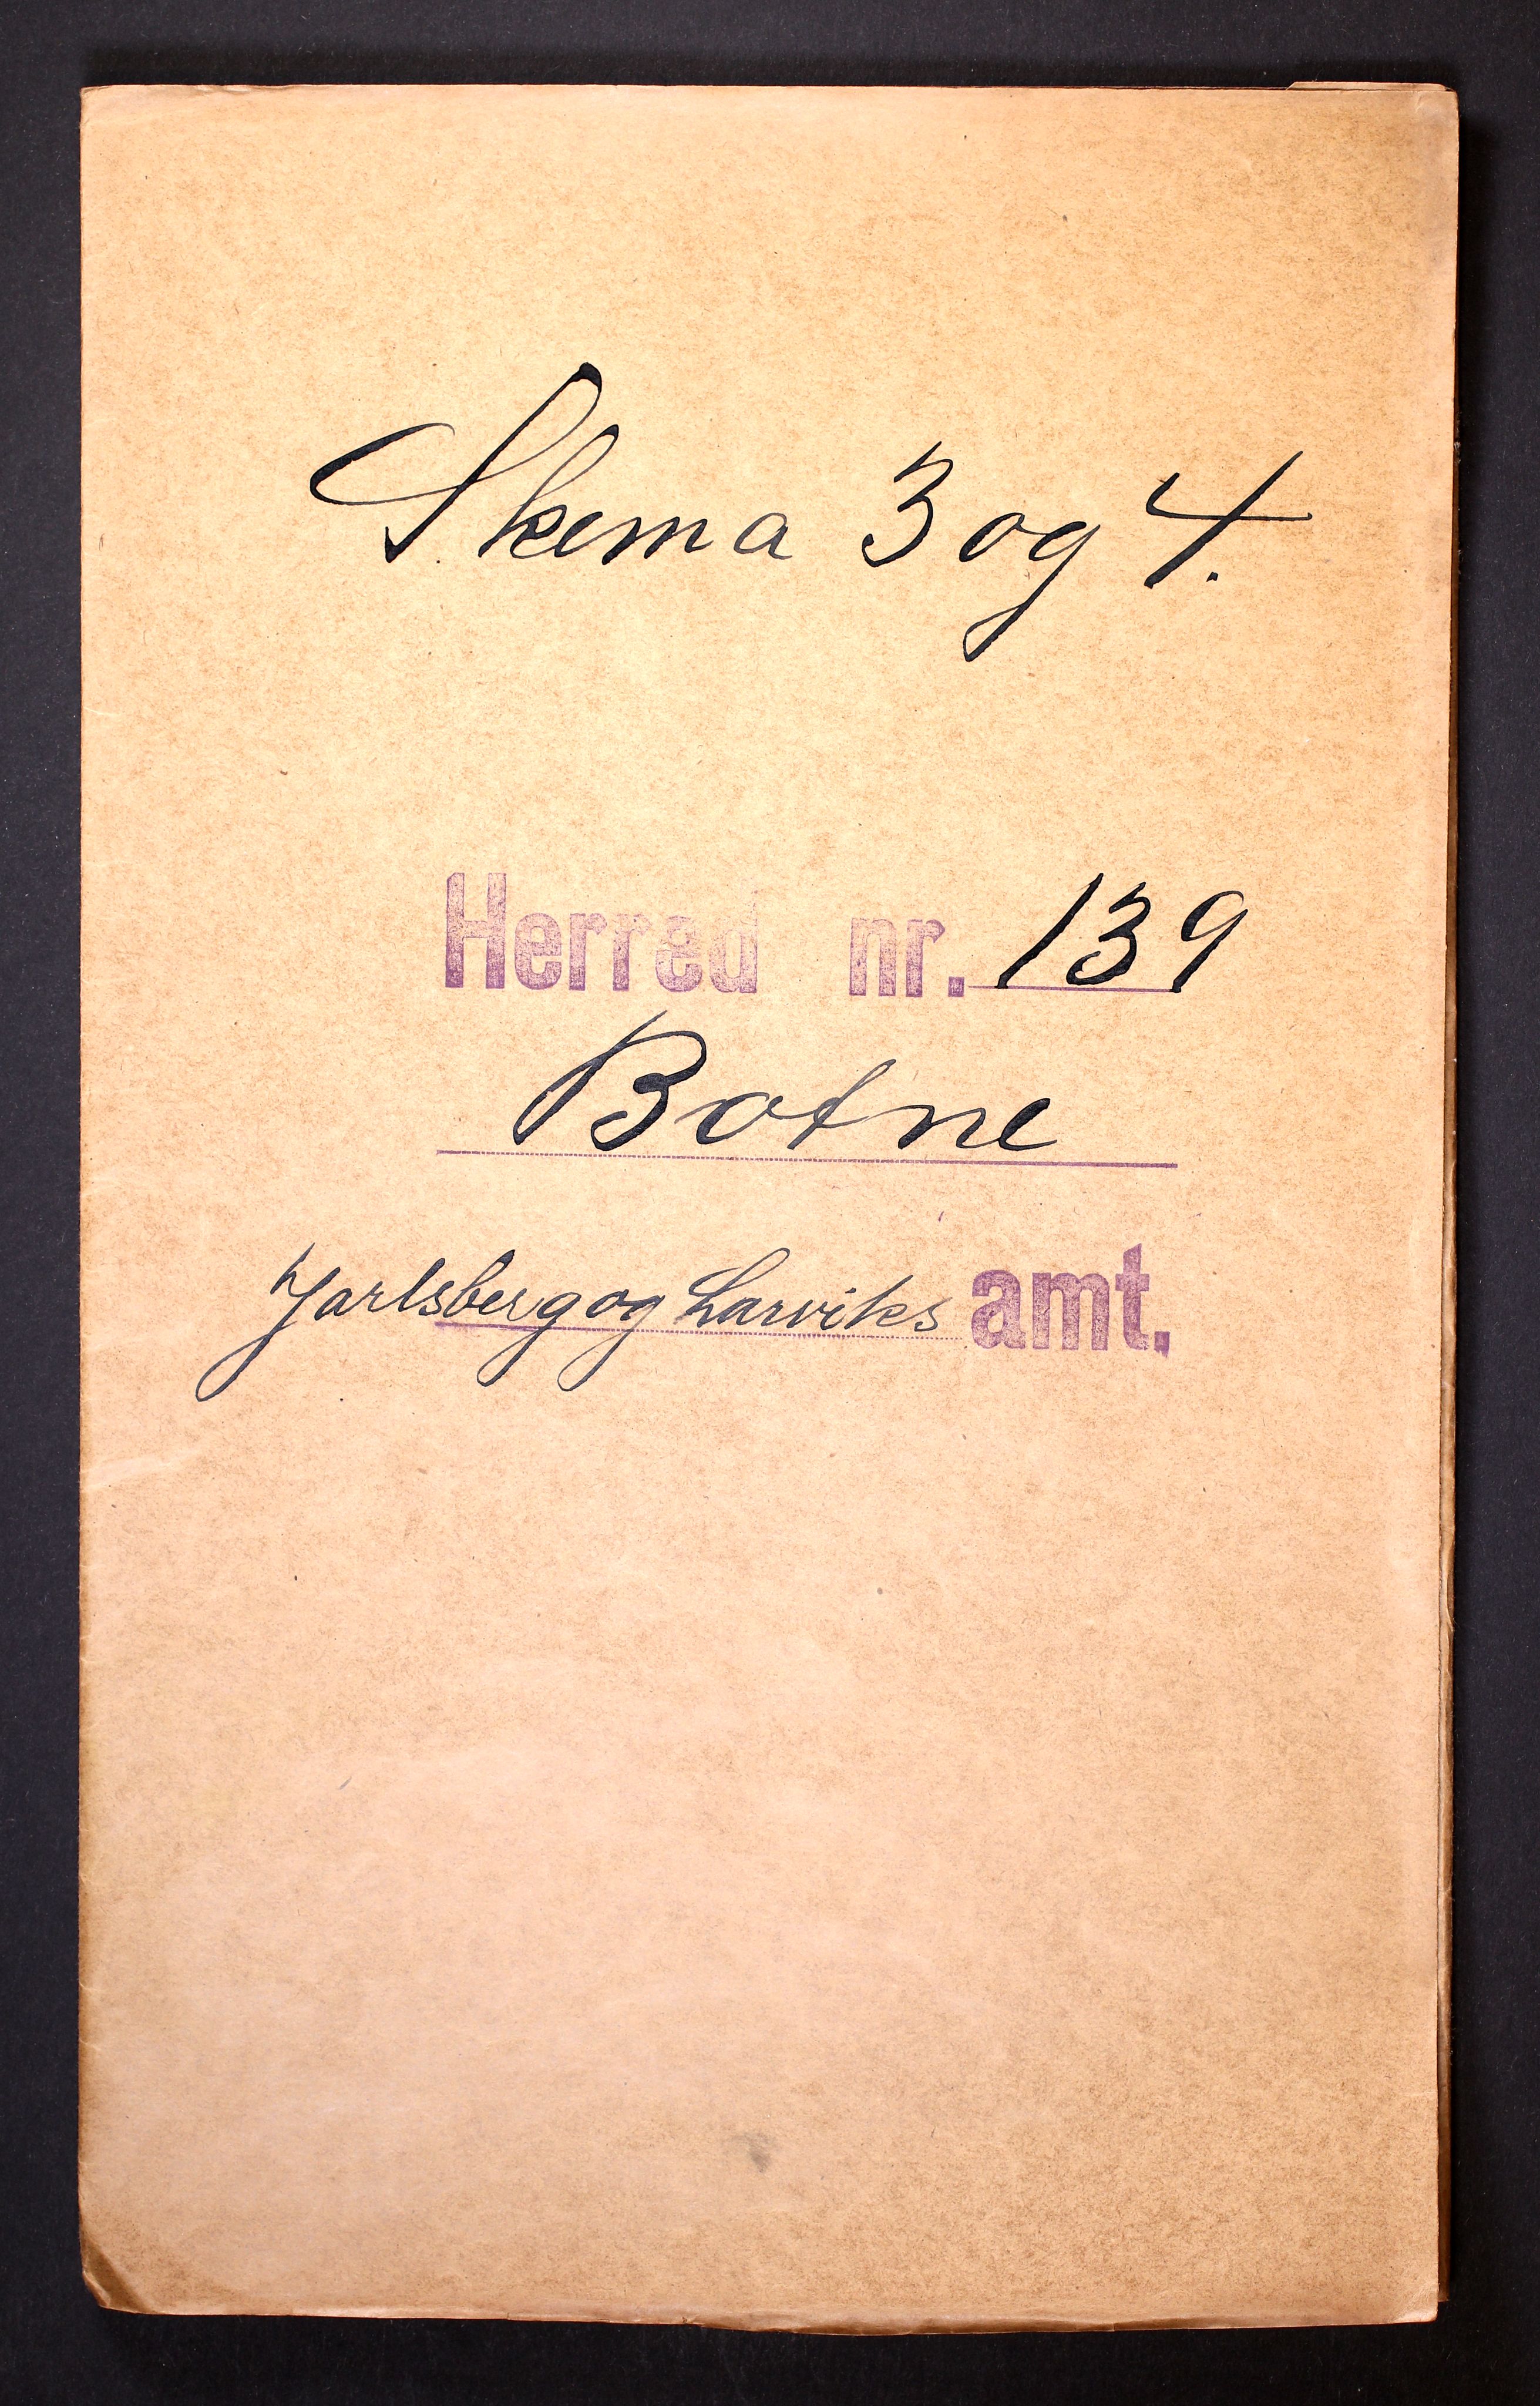 Skema 3 og 4.
Herred nr. 139
Botne
Jarlsberg og Larviks amt.